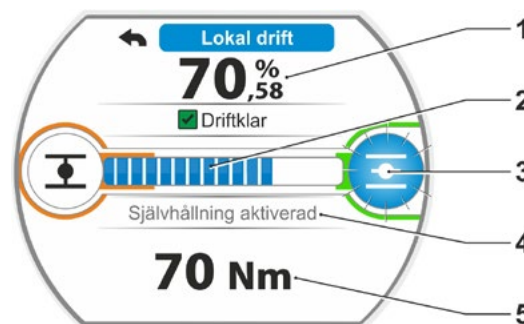 Lokal drift
70,58 %
Driftklar
Självhållning aktiverad
70 Nm
1
2
3
4
5